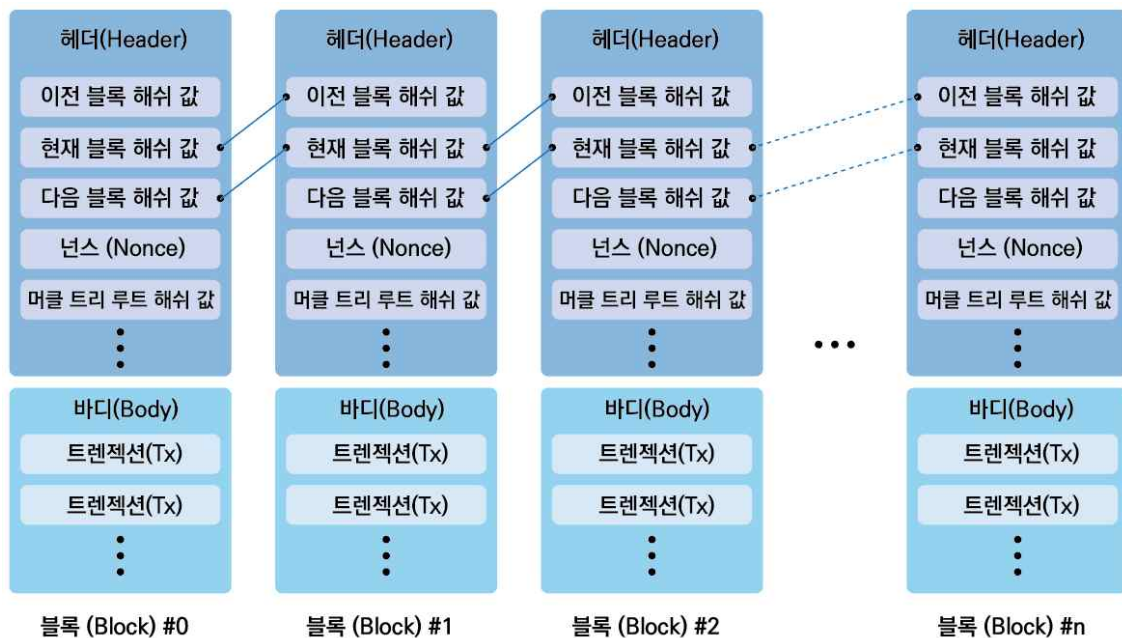 헤더(Header)
이전 블록 해쉬 값
현재 블록 해쉬 값
다음 블록 해쉬 값
넌스 (Nonce)
머클 트리 루트 해쉬 값
바디(Body)
트렌젝션(Tx)
트렌젝션(Tx)
블록 (Block) #0
헤더(Header)
이전 블록 해쉬 값
현재 블록 해쉬 값
다음 블록 해쉬 값
넌스 (Nonce)
머클 트리 루트 해쉬 값
바디(Body)
트렌젝션(Tx)
트렌젝션(Tx)
블록 (Block) #1
헤더(Header)
이전 블록 해쉬 값
현재 블록 해쉬 값
다음 블록 해쉬 값
넌스 (Nonce)
머클 트리 루트 해쉬 값
바디(Body)
트렌젝션(Tx)
트렌젝션(Tx)
블록 (Block) #2
헤더(Header)
이전 블록 해쉬 값
현재 블록 해쉬 값
다음 블록 해쉬 값
넌스 (Nonce)
머클 트리 루트 해쉬 값
바디(Body)
트렌젝션(Tx)
트렌젝션(Tx)
블록 (Block) #n